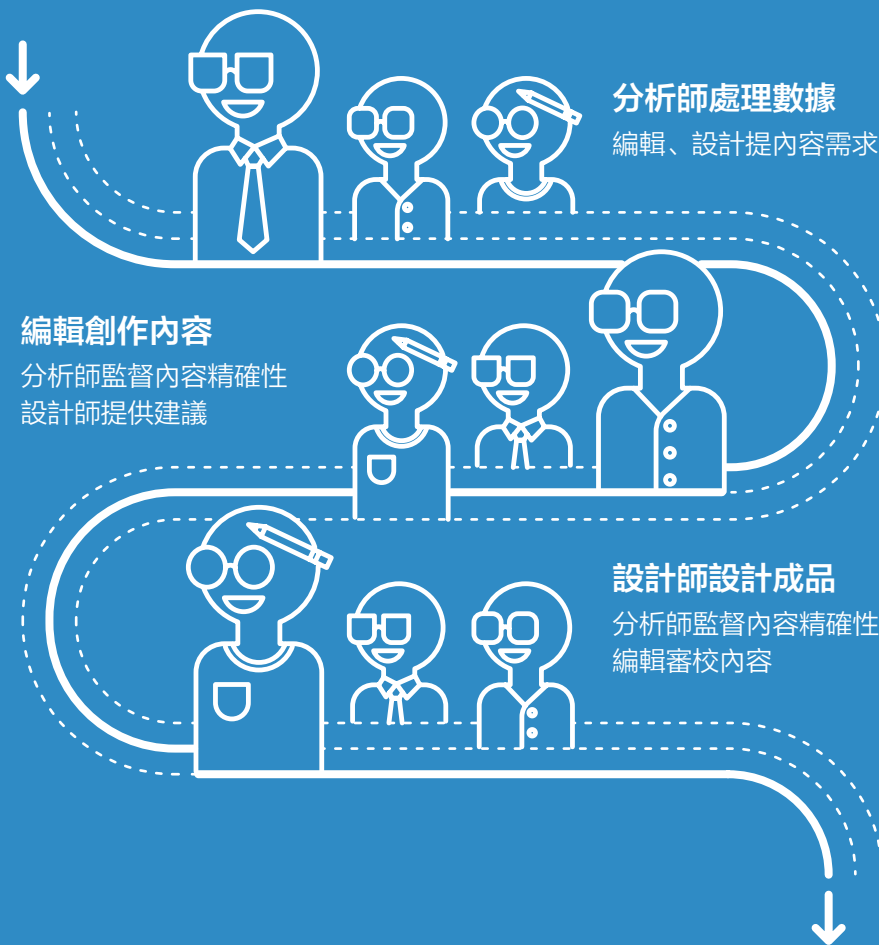 分析師處理數據
編輯、設計提內容需求
編輯創作內容
分析師監督內容精確性
設計師提供建議
設計師設計成品
分析師監督內容精確性
編輯審校內容